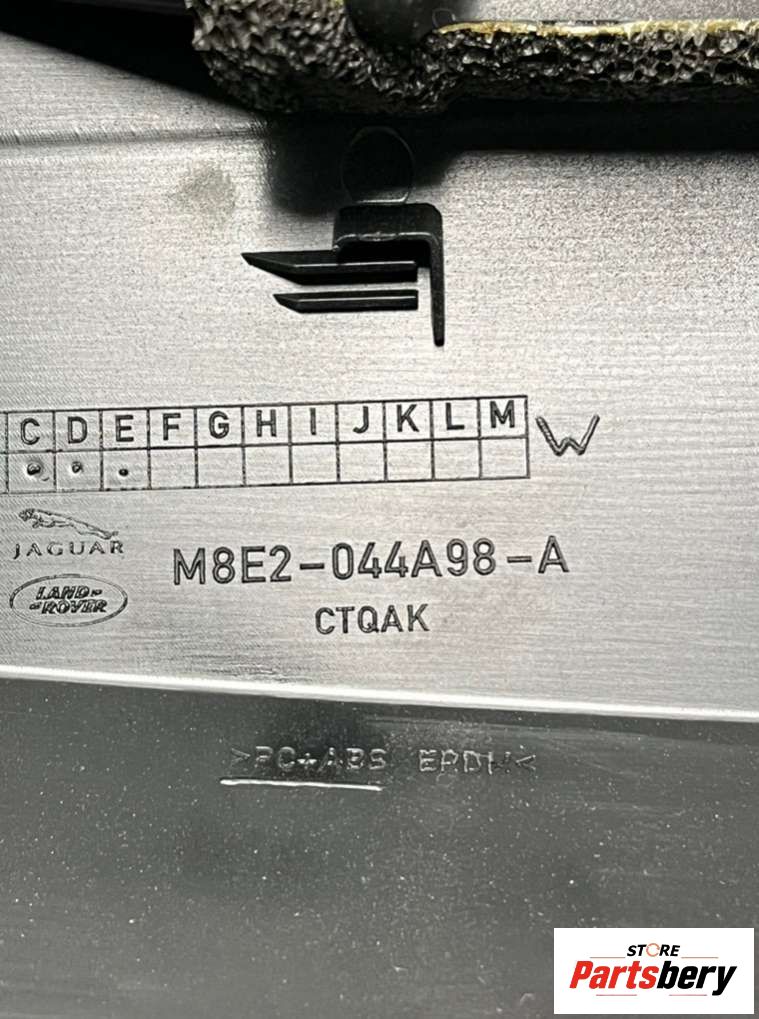 C D E F G H I J K L M W
JAGUAR
LAND-
-ROVER
M8E2-044A98-A
CTQAK
>PC+ABS EPDM<
STORE
Partsbery